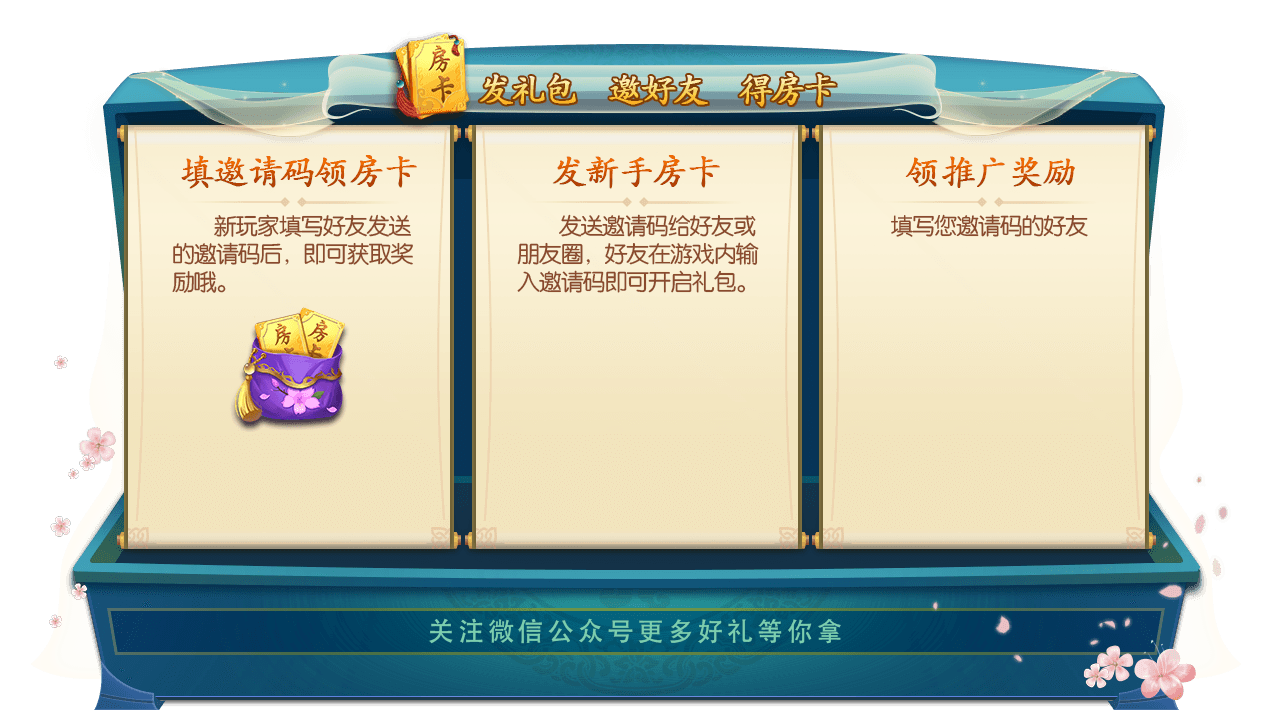 房卡
发礼包 邀好友 得房卡
填邀请码领房卡
新玩家填写好友发送
的邀请码后，即可获取奖
励哦。
房卡 房卡
发新手房卡
发送邀请码给好友或
朋友圈，好友在游戏内输
入邀请码即可开启礼包。
领推广奖励
填写您邀请码的好友
关注微信公众号更多好礼等你拿